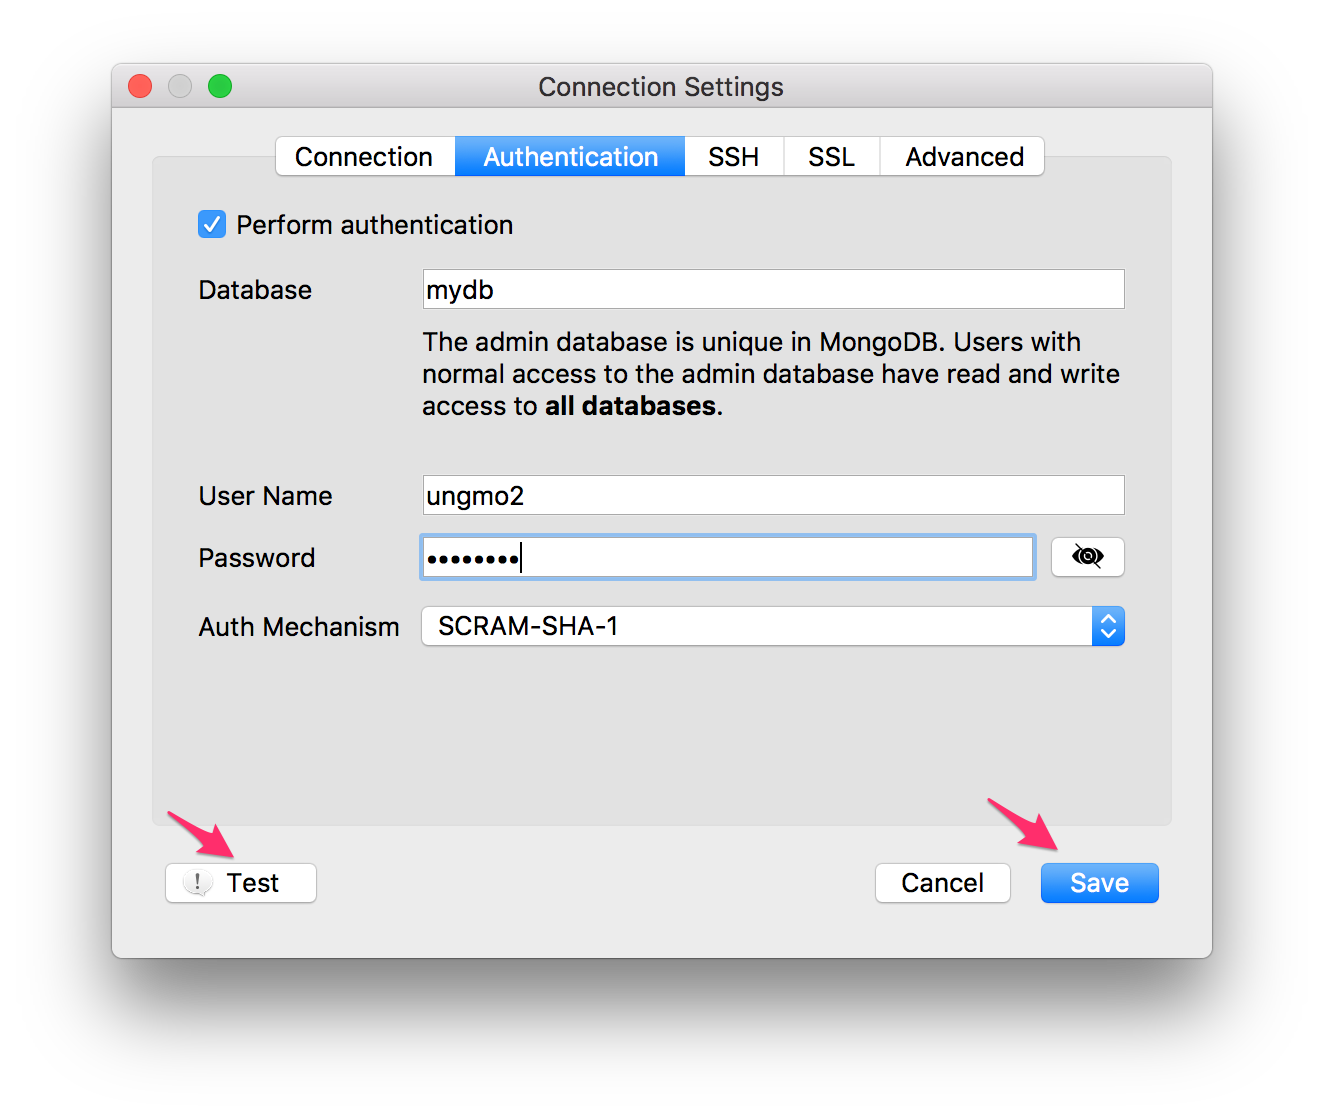 Connection Settings
Connection Authentication SSH SSL Advanced
Perform authentication
Database mydb
The admin database is unique in MongoDB. Users with
normal access to the admin database have read and write
access to all databases.
User Name ungmo2
Password ••••••••
Auth Mechanism SCRAM-SHA-1
! Test Cancel Save